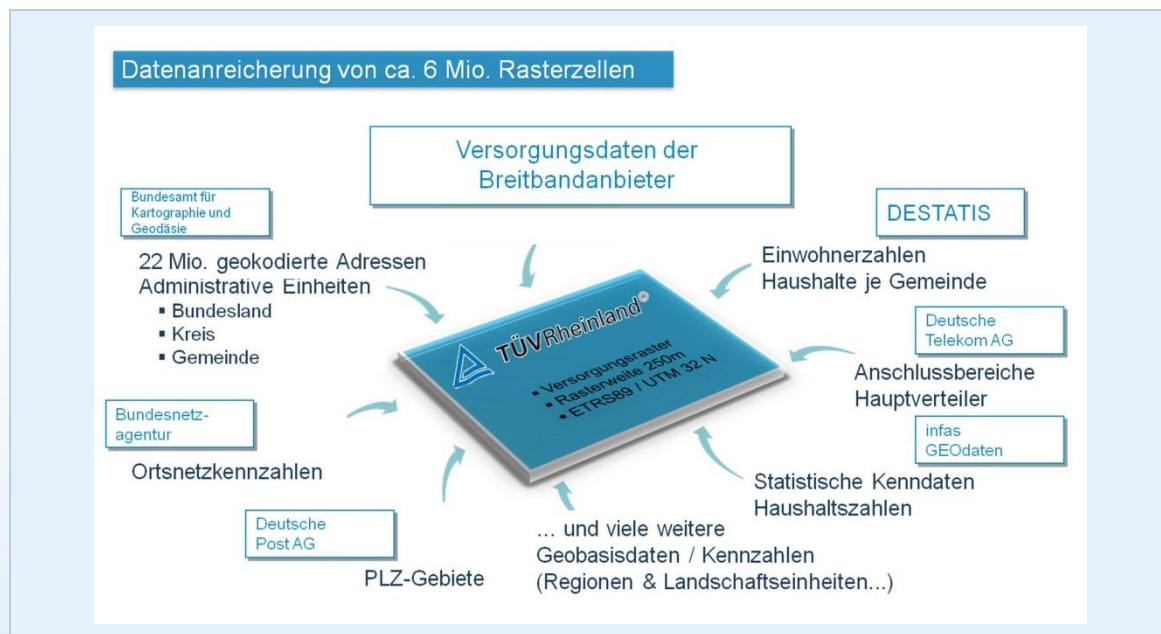 Datenanreicherung von ca. 6 Mio. Rasterzellen
Versorgungsdaten der
Breitbandanbieter
Bundesamt für
Kartographie und
Geodäsie
22 Mio. geokodierte Adressen
Administrative Einheiten
▪ Bundesland
▪ Kreis
▪ Gemeinde
DESTATIS
Einwohnerzahlen
Haushalte je Gemeinde
TÜVRheinland®
▪ Versorgungsraster
▪ Rasterweite 250m
▪ ETRS89 / UTM 32 N
Deutsche
Telekom AG
Anschlussbereiche
Hauptverteiler
Bundesnetz-
agentur
Ortsnetzkennzahlen
infas
GEOdaten
Statistische Kenndaten
Haushaltszahlen
Deutsche
Post AG
PLZ-Gebiete
... und viele weitere
Geobasisdaten / Kennzahlen
(Regionen & Landschaftseinheiten...)